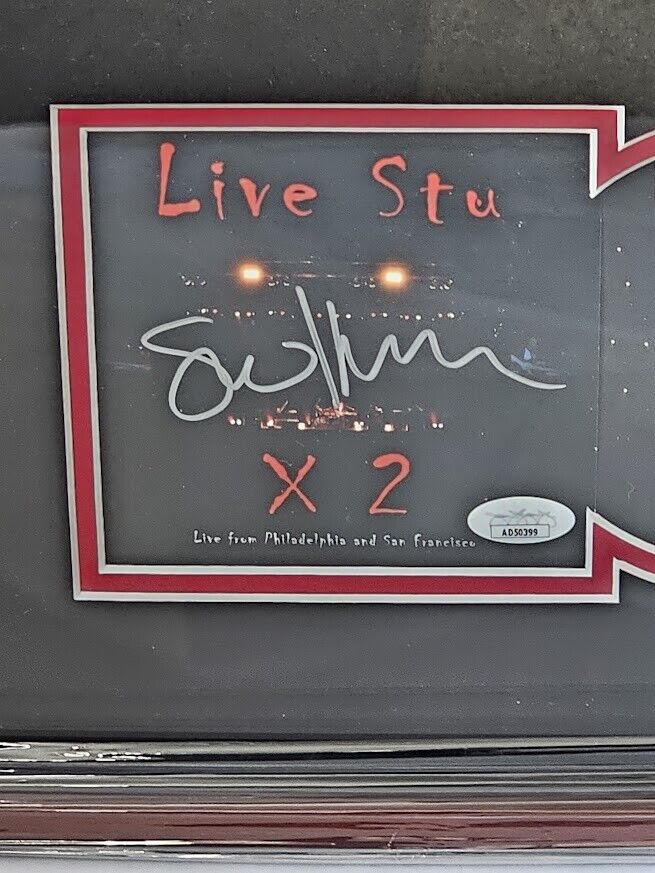 Live Stu
X 2
Live from Philadelphia and San Francisco
AD50399